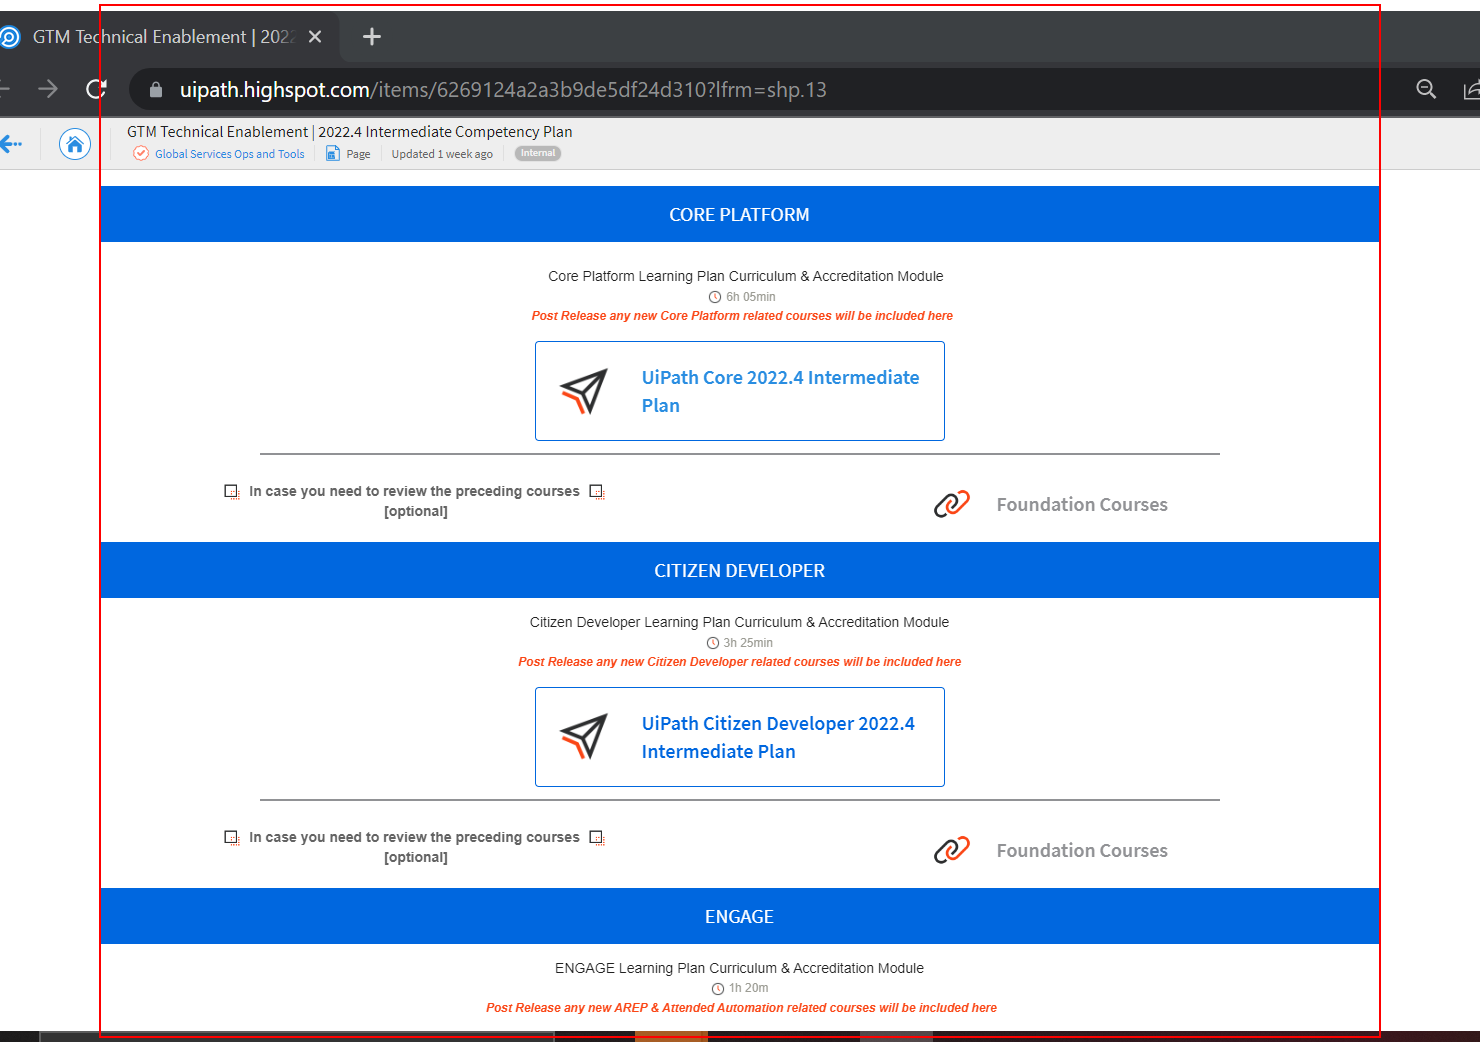 GTM Technical Enablement | 2022
uipath.highspot.com/items/6269124a2a3b9de5df24d310?lfrm=shp.13
GTM Technical Enablement | 2022.4 Intermediate Competency Plan
Global Services Ops and Tools Page Updated 1 week ago Internal
CORE PLATFORM
Core Platform Learning Plan Curriculum & Accreditation Module
6h 05min
Post Release any new Core Platform related courses will be included here
UiPath Core 2022.4 Intermediate
Plan
In case you need to review the preceding courses
[optional]
Foundation Courses
CITIZEN DEVELOPER
Citizen Developer Learning Plan Curriculum & Accreditation Module
3h 25min
Post Release any new Citizen Developer related courses will be included here
UiPath Citizen Developer 2022.4
Intermediate Plan
In case you need to review the preceding courses
[optional]
Foundation Courses
ENGAGE
ENGAGE Learning Plan Curriculum & Accreditation Module
1h 20m
Post Release any new AREP & Attended Automation related courses will be included here